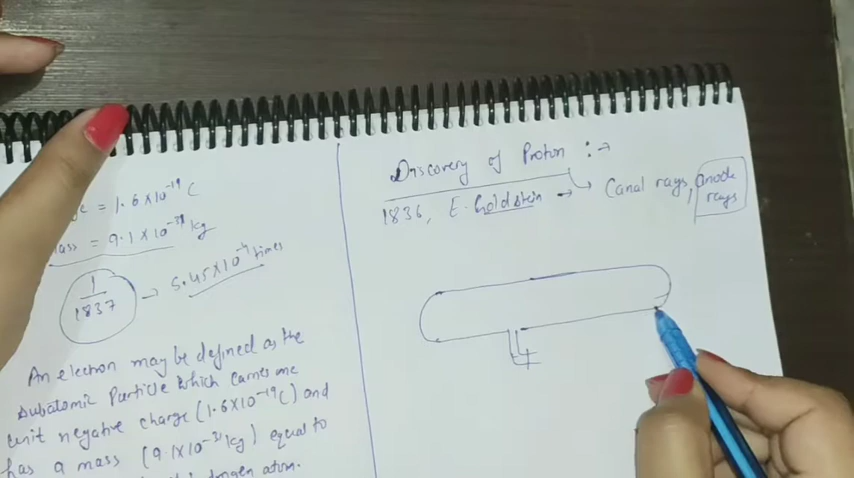 = 1.6 X 10⁻¹⁹ C
= 9.1 X 10⁻³¹ kg
1/1837 → 5.45 X 10⁻⁴ times
An electron may be defined as the
subatomic Particle which carries one
unit negative charge (1.6 X 10⁻¹⁹ C) and
has a mass (9.1 X 10⁻³¹ kg) equal to
atom.
Discovery of Proton :→
1836, E. Goldstein → Canal rays, anode
rays